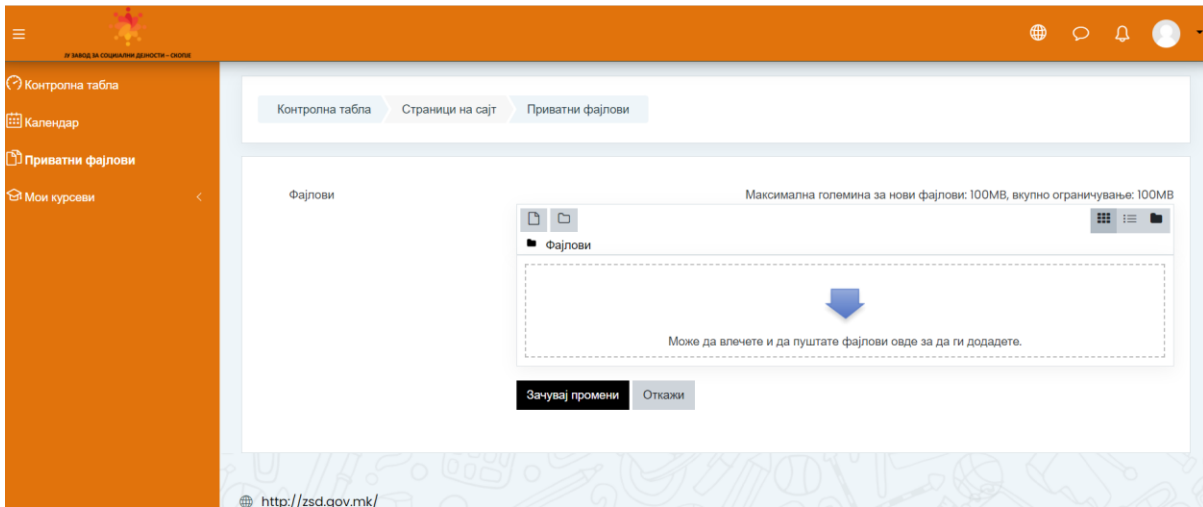 ЈУ ЗАВОД ЗА СОЦИЈАЛНИ ДЕЈНОСТИ – СКОПЈЕ
Контролна табла
Календар
Приватни фајлови
Мои курсеви
Контролна табла Страници на сајт Приватни фајлови
Фајлови
Максимална големина за нови фајлови: 100MB, вкупно ограничување: 100MB
Фајлови
Може да влечете и да пуштате фајлови овде за да ги додадете.
Зачувај промени Откажи
http://zsd.gov.mk/